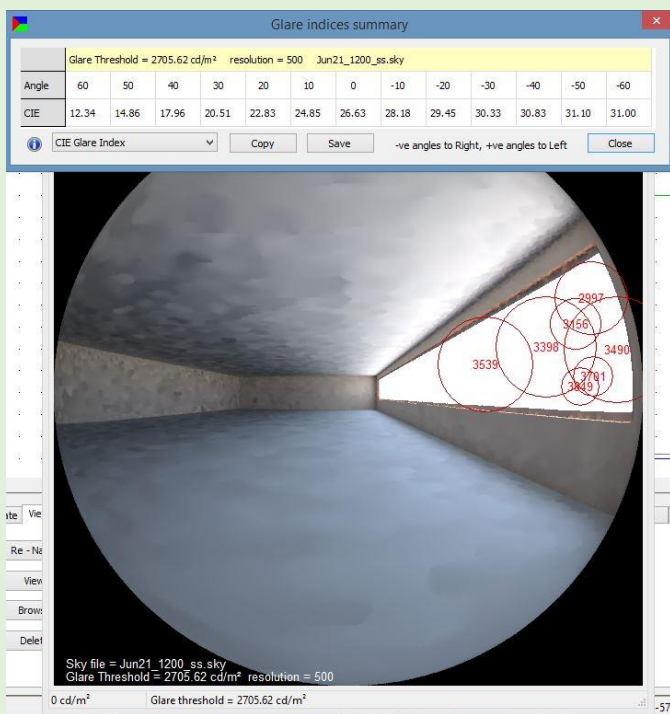 Glare indices summary
Glare Threshold = 2705.62 cd/m² resolution = 500 Jun21_1200_ss.sky
Angle 60 50 40 30 20 10 0 -10 -20 -30 -40 -50 -60
CIE 12.34 14.86 17.96 20.51 22.83 24.85 26.63 28.18 29.45 30.33 30.83 31.10 31.00
CIE Glare Index Copy Save -ve angles to Right, +ve angles to Left Close
2997
3156
3398
3490
3539
3701
3849
ate Vie
Re - Na
View
Brows
Delet
Sky file = Jun21_1200_ss.sky
Glare Threshold = 2705.62 cd/m² resolution = 500
0 cd/m² Glare threshold = 2705.62 cd/m²
-57